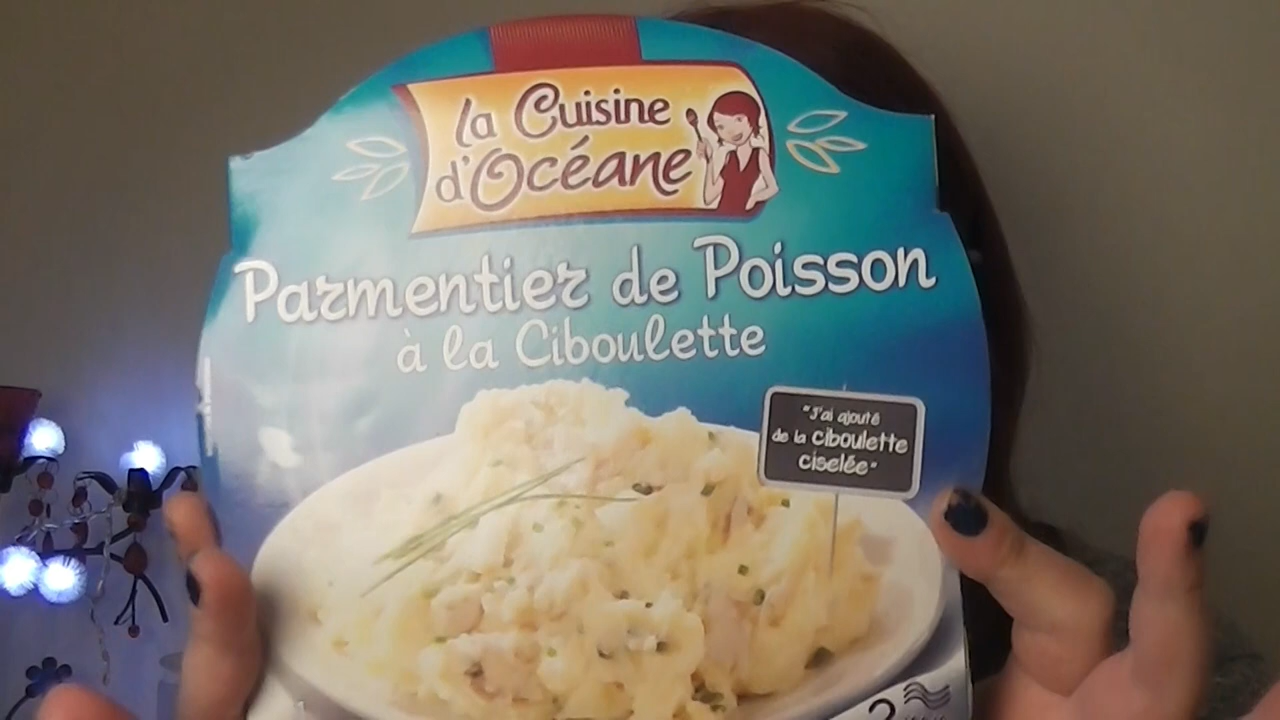 la Cuisine
d'Océane
Parmentier de Poisson
à la Ciboulette
"J'ai ajouté
de la ciboulette
ciselée"